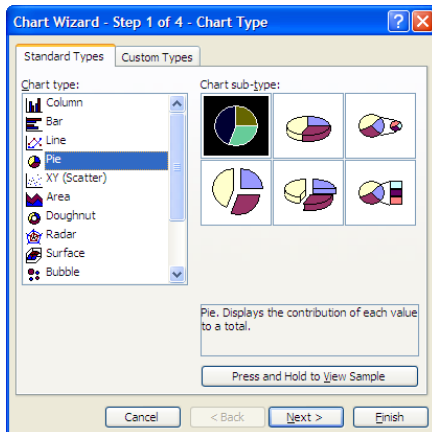 Chart Wizard - Step 1 of 4 - Chart Type
Standard Types Custom Types
Chart type: Chart sub-type:
Column
Bar
Line
Pie
XY (Scatter)
Area
Doughnut
Radar
Surface
Bubble
Pie. Displays the contribution of each value
to a total.
Press and Hold to View Sample
Cancel < Back Next > Finish